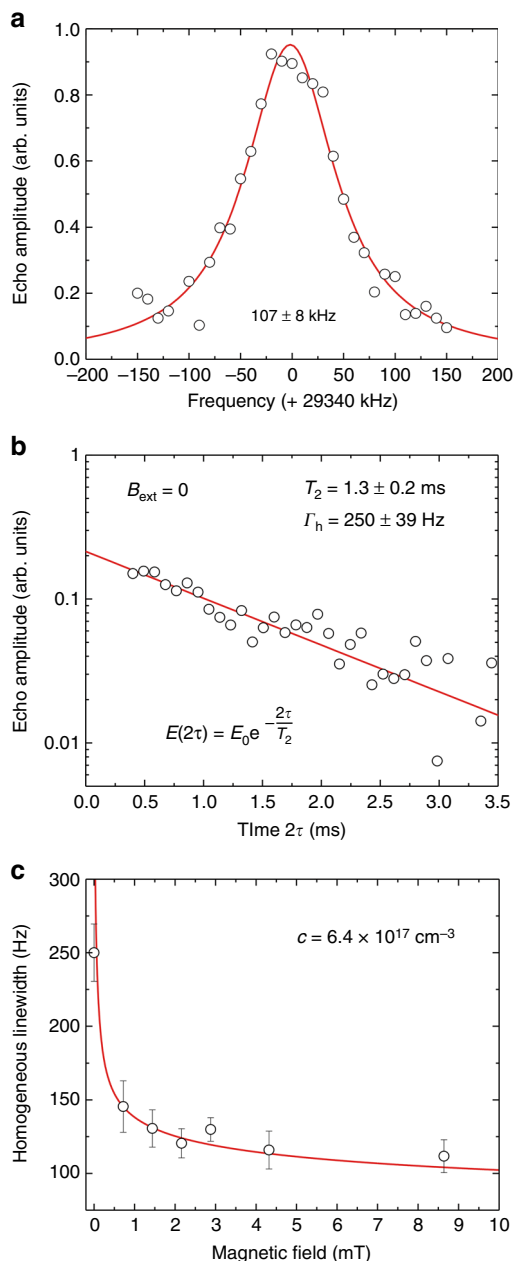 a
1.0
0.8
0.6
0.4
0.2
0.0
Echo amplitude (arb. units)
107 ± 8 kHz
−200 −150 −100 −50 0 50 100 150 200
Frequency (+ 29340 kHz)
b
1
0.1
0.01
Echo amplitude (arb. units)
B_ext = 0
T_2 = 1.3 ± 0.2 ms
Γ_h = 250 ± 39 Hz
E(2τ) = E_0 e^{−2τ/T_2}
0.0 0.5 1.0 1.5 2.0 2.5 3.0 3.5
TIme 2τ (ms)
c
300
250
200
150
100
Homogeneous linewidth (Hz)
c = 6.4 × 10^17 cm^−3
0 1 2 3 4 5 6 7 8 9 10
Magnetic field (mT)